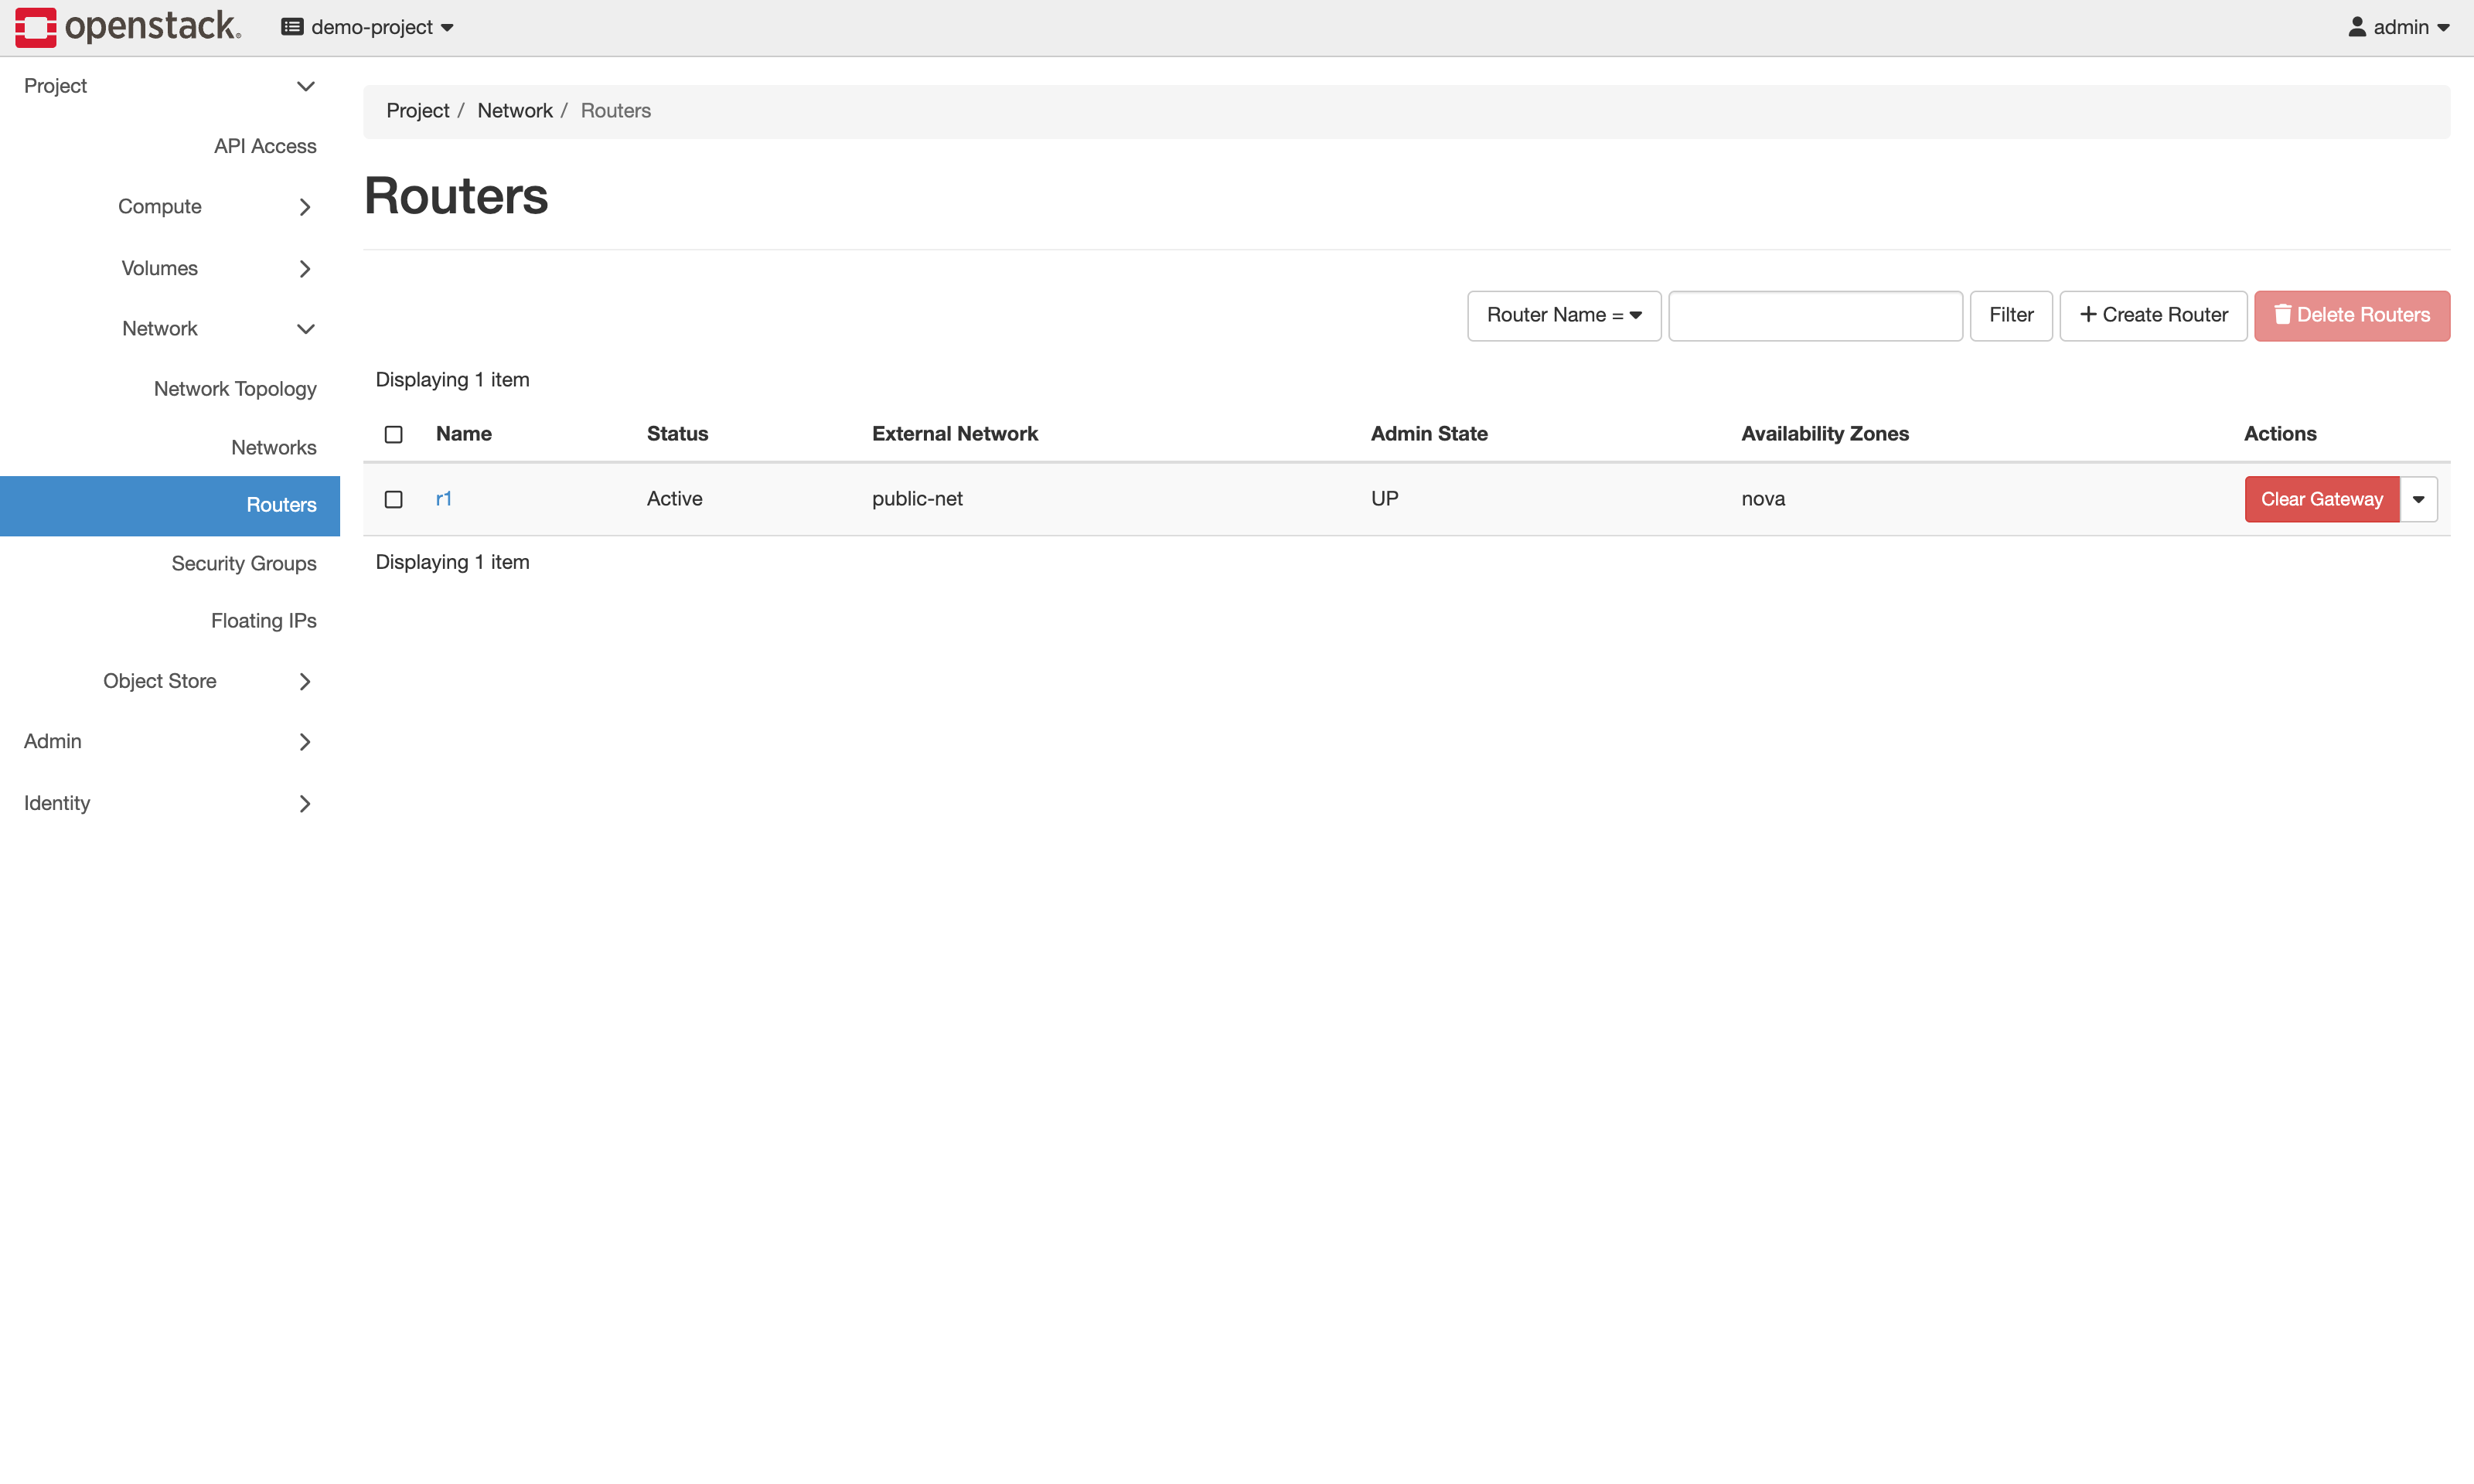 openstack.
demo-project
admin
Project
API Access
Compute
Volumes
Network
Network Topology
Networks
Routers
Security Groups
Floating IPs
Object Store
Admin
Identity
Project / Network / Routers
Routers
Router Name =
Filter
+ Create Router
Delete Routers
Displaying 1 item
Name Status External Network Admin State Availability Zones Actions
r1 Active public-net UP nova Clear Gateway
Displaying 1 item